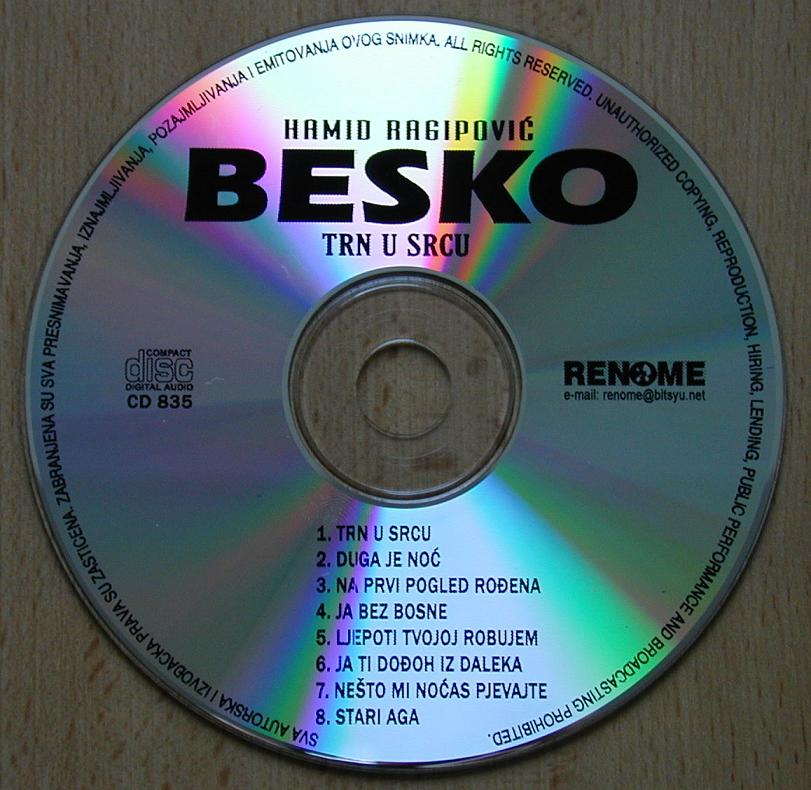 SVA AUTORSKA I IZVOĐAČKA PRAVA SU ZAŠTIĆENA. ZABRANJENA SU SVA PRESNIMAVANJA, IZNAJMLJIVANJA, POZAJMLJIVANJA I EMITOVANJA OVOG SNIMKA. ALL RIGHTS RESERVED. UNAUTHORIZED COPYING, REPRODUCTION, HIRING, LENDING, PUBLIC PERFORMANCE AND BROADCASTING PROHIBITED.
HAMID RAGIPOVIĆ
BESKO
TRN U SRCU
COMPACT
disc
DIGITAL AUDIO
CD 835
RENOME
e-mail: renome@bitsyu.net
1. TRN U SRCU
2. DUGA JE NOĆ
3. NA PRVI POGLED ROĐENA
4. JA BEZ BOSNE
5. LJEPOTI TVOJOJ ROBUJEM
6. JA TI DOĐOH IZ DALEKA
7. NEŠTO MI NOĆAS PJEVAJTE
8. STARI AGA